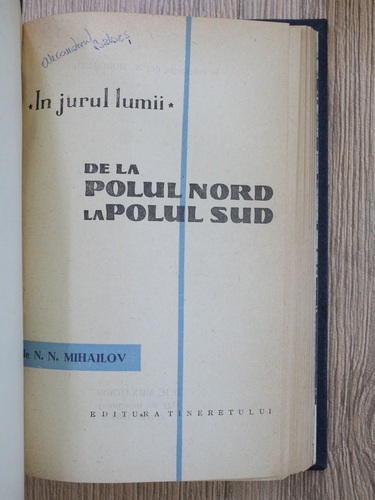 ⋆In jurul lumii⋆
DE LA
POLUL NORD
LA POLUL SUD
de N. N. MIHAILOV
EDITURA TINERETULUI